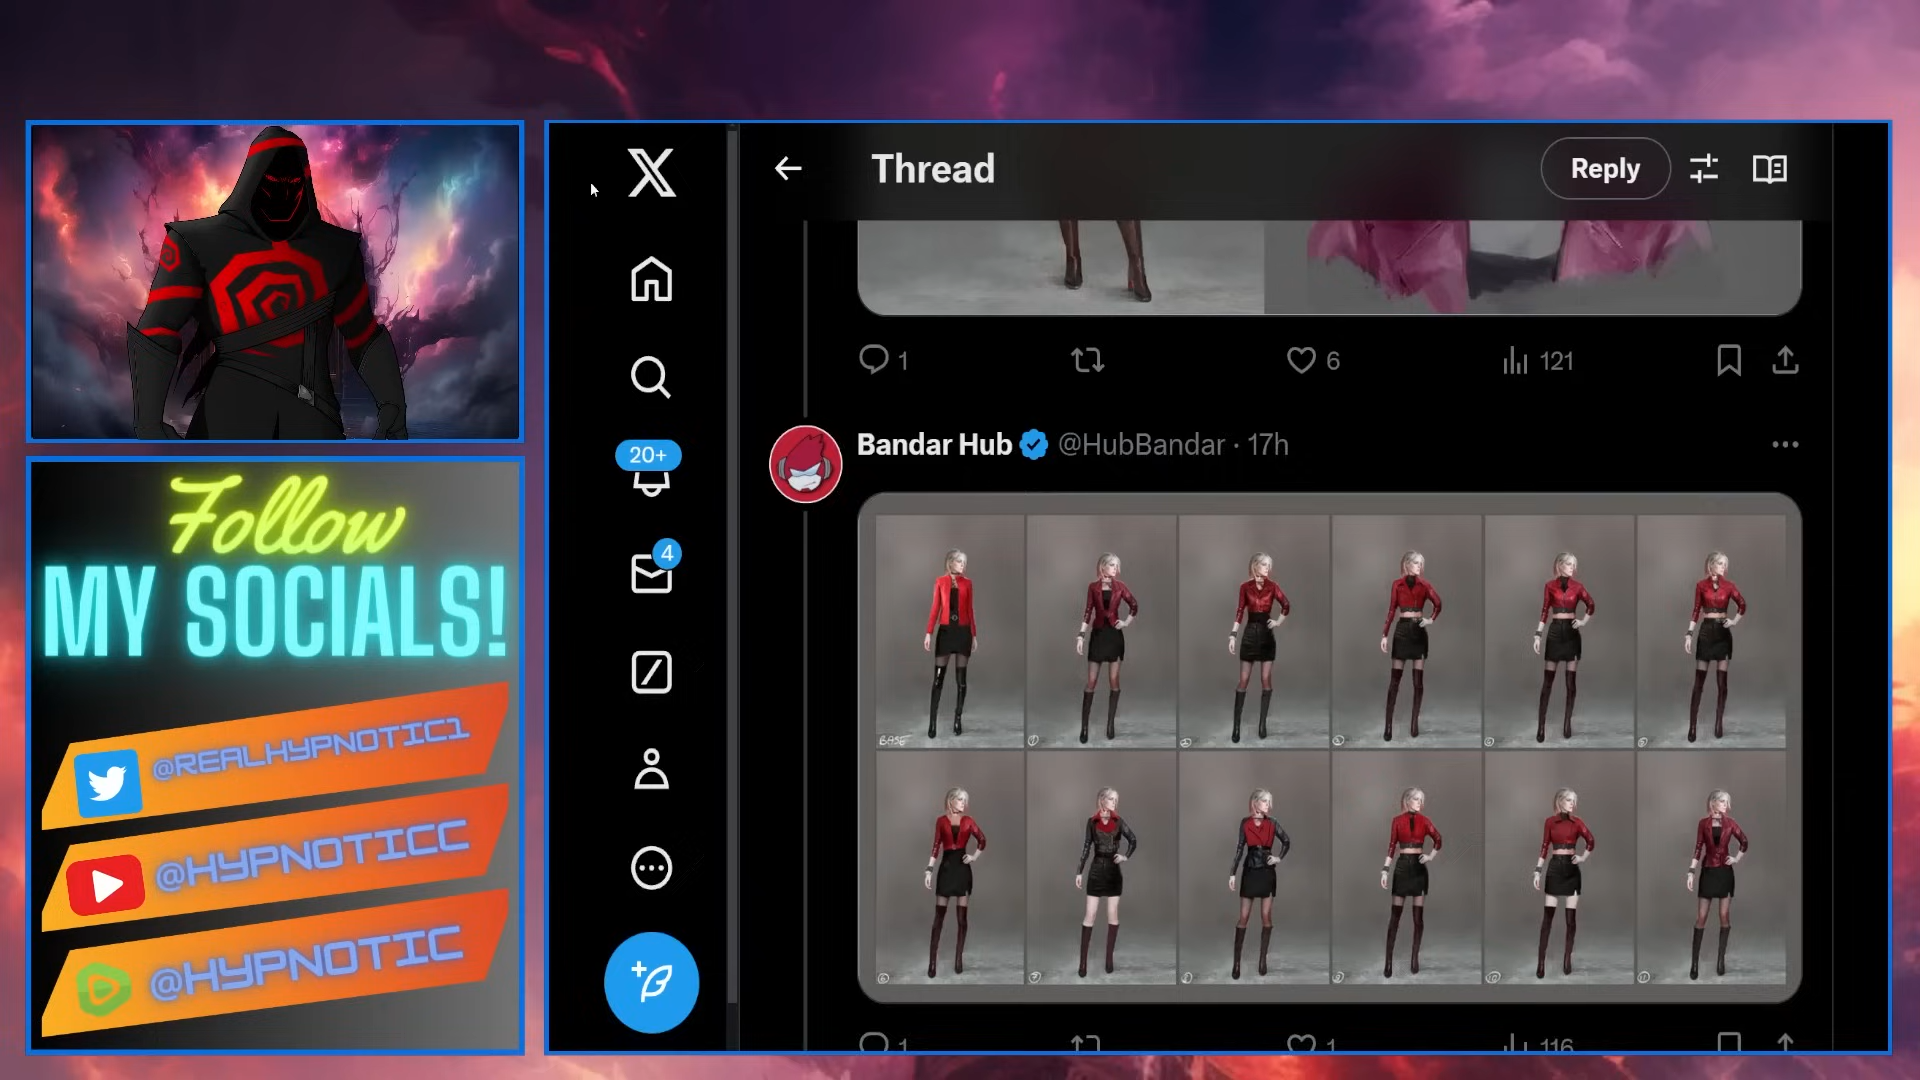 Follow
MY SOCIALS!
@REALHYPNOTIC1
@HYPNOTICC
@HYPNOTIC
20+
4
Thread
Reply
1
6
121
Bandar Hub @HubBandar · 17h
BASE
1
1
116